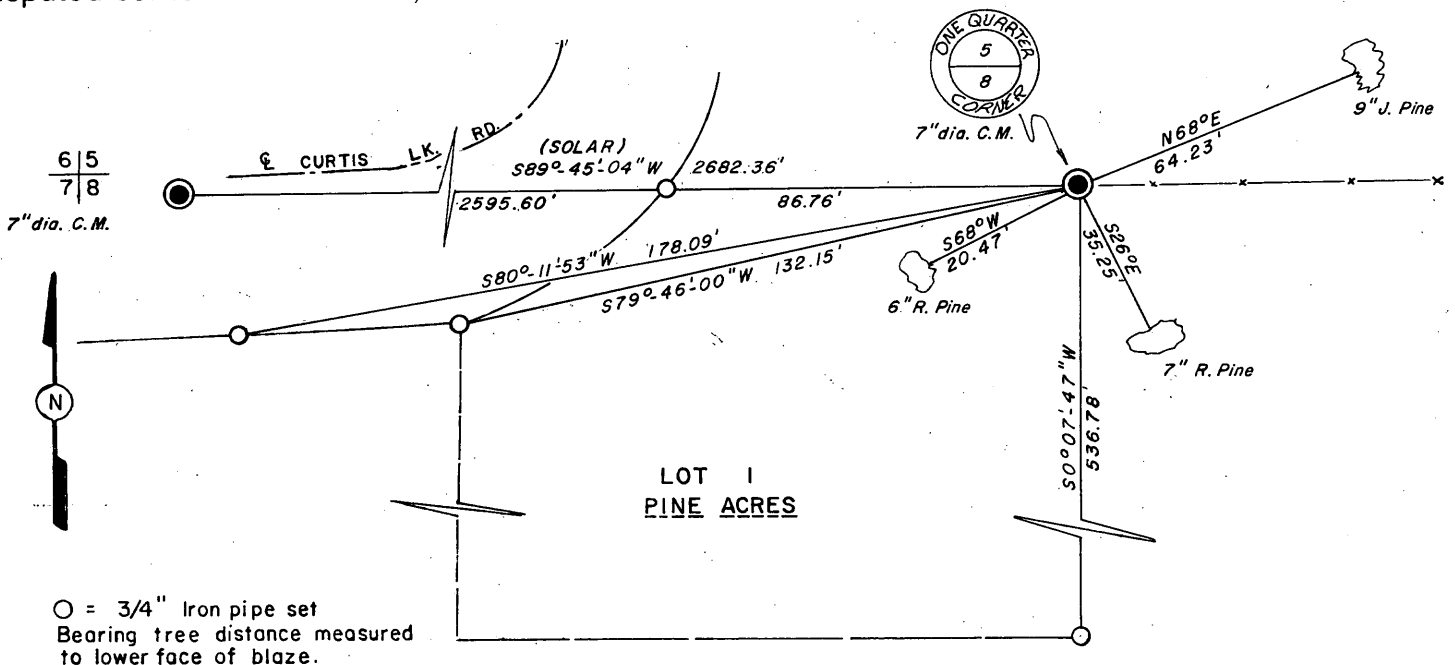 ONE QUARTER
5
8
CORNER
7" dia. C.M.
9" J. Pine
N68°E
64.23'
6 5
7 8
7" dia. C.M.
℄ CURTIS LK. RD.
(SOLAR)
S89°-45'-04" W 2682.36'
2595.60'
86.76'
S80°-11'-53" W 178.09'
S79°-46'-00" W 132.15'
S68°W
20.47'
6" R. Pine
S26°E
35.25'
7" R. Pine
S0°07'-47" W
536.78'
N
LOT 1
PINE ACRES
O = 3/4" Iron pipe set
Bearing tree distance measured
to lower face of blaze.